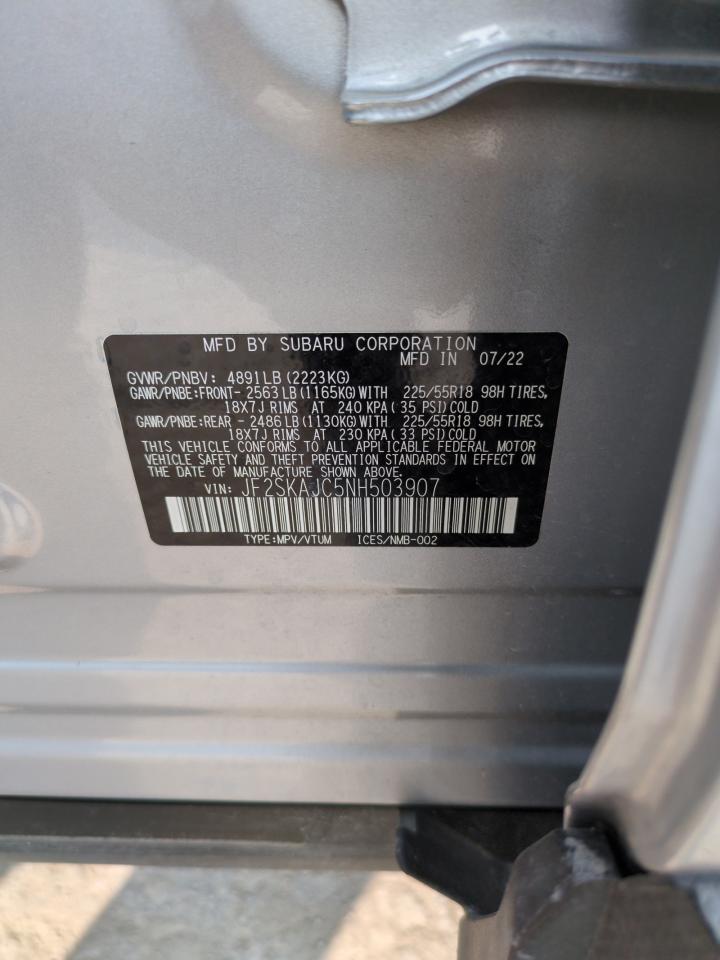 MFD BY SUBARU CORPORATION
MFD IN 07/22
GVWR/PNBV: 4891LB(2223KG)
GAWR/PNBE:FRONT- 2563LB(1165KG)WITH 225/55R18 98H TIRES,
18X7J RIMS AT 240 KPA(35 PSI)COLD
GAWR/PNBE:REAR - 2486LB(1130KG)WITH 225/55R18 98H TIRES,
18X7J RIMS AT 230 KPA(33 PSI)COLD
THIS VEHICLE CONFORMS TO ALL APPLICABLE FEDERAL MOTOR
VEHICLE SAFETY AND THEFT PREVENTION STANDARDS IN EFFECT ON
THE DATE OF MANUFACTURE SHOWN ABOVE.
VIN: JF2SKAJC5NH503907
TYPE:MPV/VTUM ICES/NMB-002